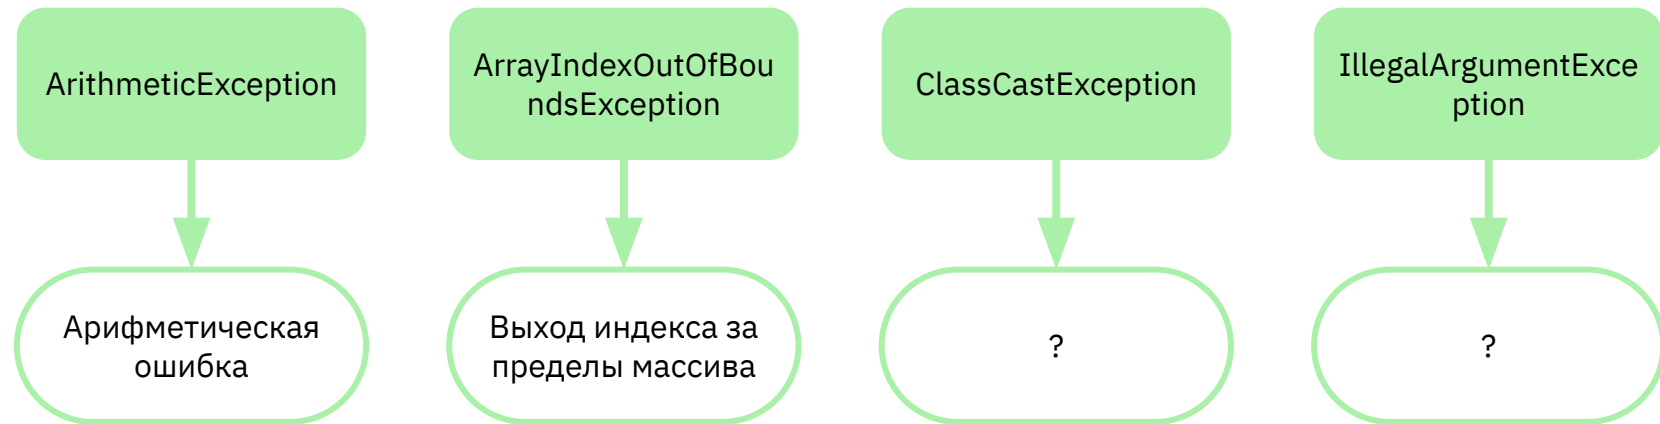 ArithmeticException
ArrayIndexOutOfBou
ndsException
ClassCastException
IllegalArgumentExce
ption
Арифметическая
ошибка
Выход индекса за
пределы массива
?
?